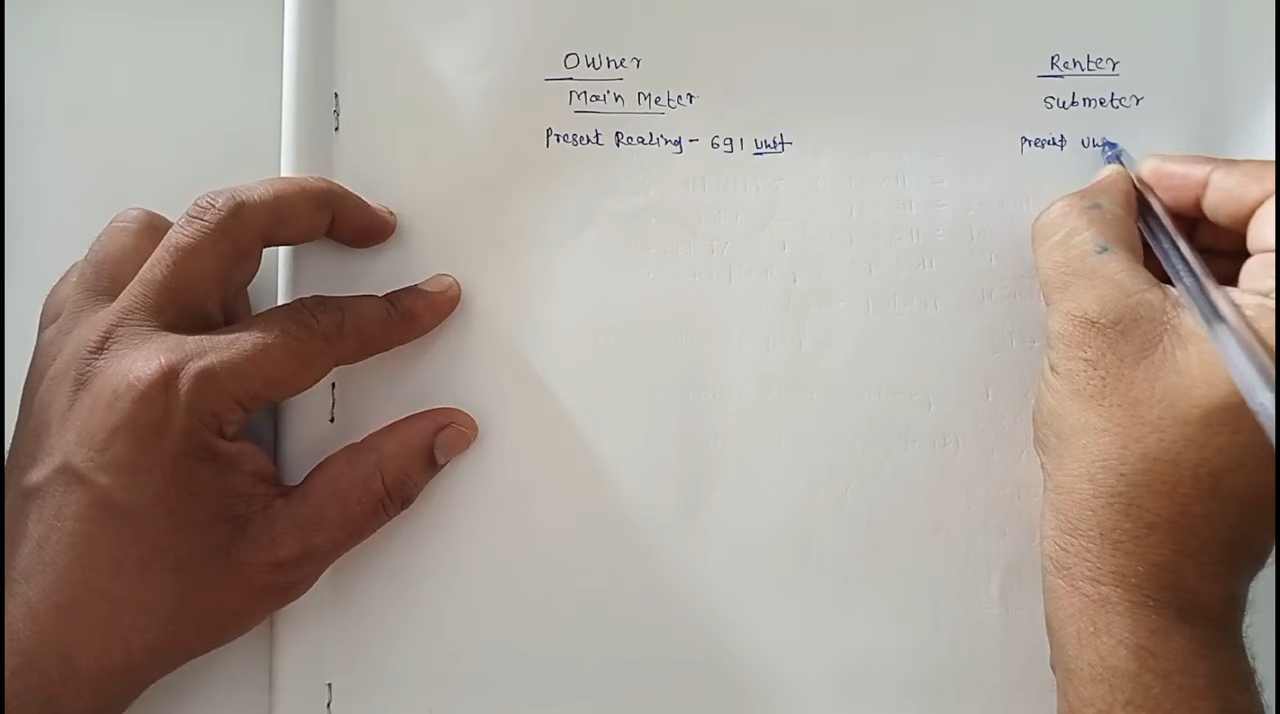 Owner
Main Meter
Present Reading - 691 unit
Renter
Submeter
present